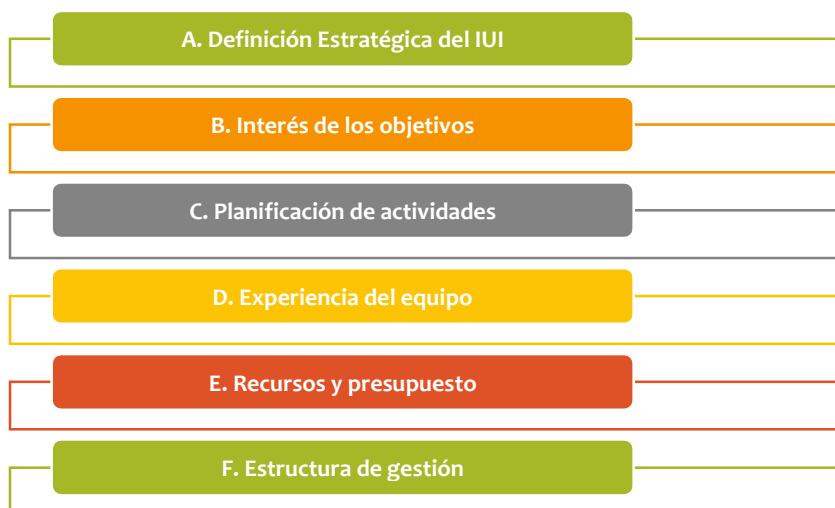 A. Definición Estratégica del IUI
B. Interés de los objetivos
C. Planificación de actividades
D. Experiencia del equipo
E. Recursos y presupuesto
F. Estructura de gestión